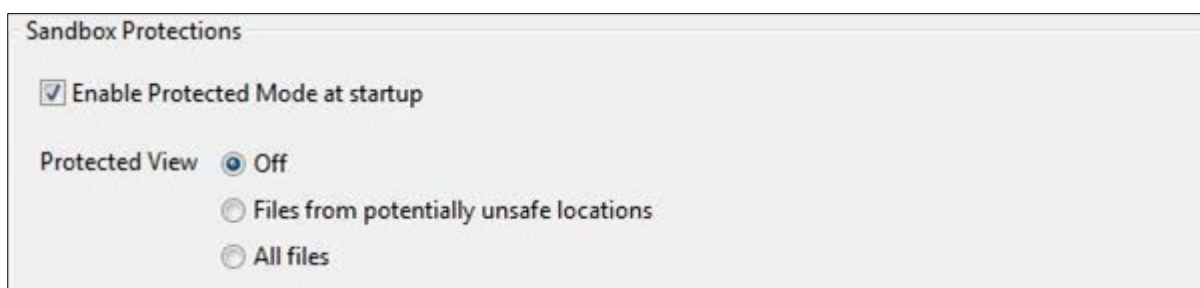 Sandbox Protections
Enable Protected Mode at startup
Protected View Off
Files from potentially unsafe locations
All files